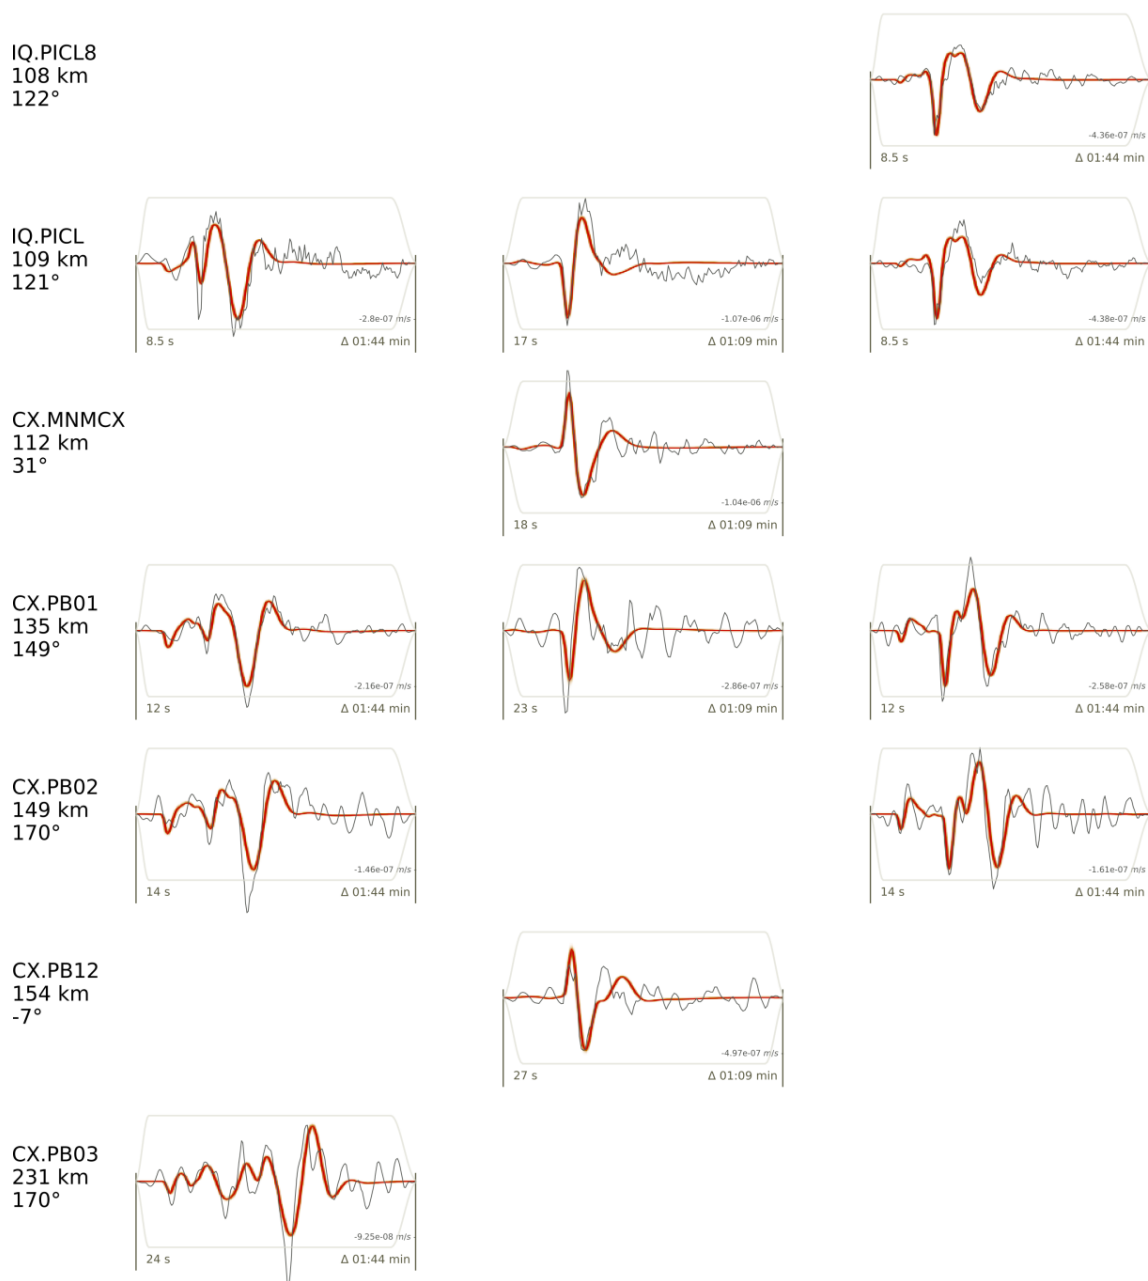 IQ.PICL8
108 km
122°
-4.36e-07 m/s
8.5 s Δ 01:44 min
IQ.PICL
109 km
121°
-2.8e-07 m/s
8.5 s Δ 01:44 min
-1.07e-06 m/s
17 s Δ 01:09 min
-4.38e-07 m/s
8.5 s Δ 01:44 min
CX.MNMCX
112 km
31°
-1.04e-06 m/s
18 s Δ 01:09 min
CX.PB01
135 km
149°
-2.16e-07 m/s
12 s Δ 01:44 min
-2.86e-07 m/s
23 s Δ 01:09 min
-2.58e-07 m/s
12 s Δ 01:44 min
CX.PB02
149 km
170°
-1.46e-07 m/s
14 s Δ 01:44 min
-1.61e-07 m/s
14 s Δ 01:44 min
CX.PB12
154 km
-7°
-4.97e-07 m/s
27 s Δ 01:09 min
CX.PB03
231 km
170°
-9.25e-08 m/s
24 s Δ 01:44 min